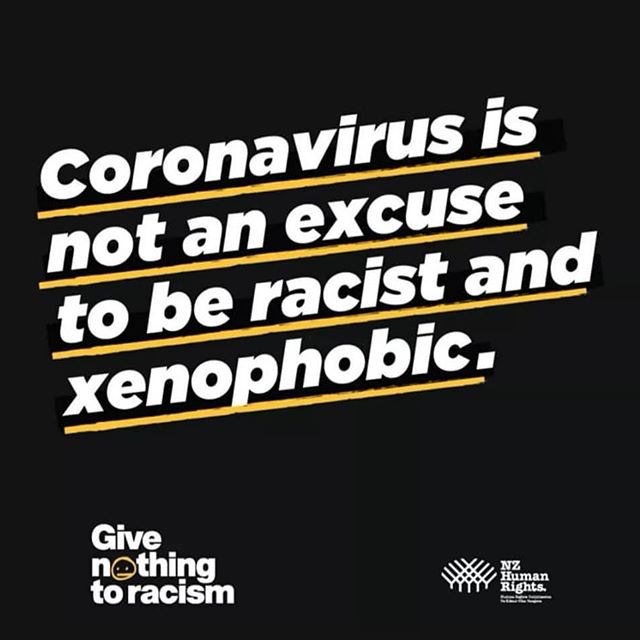 Coronavirus is
not an excuse
to be racist and
xenophobic.
Give
nothing
to racism
NZ
Human
Rights.